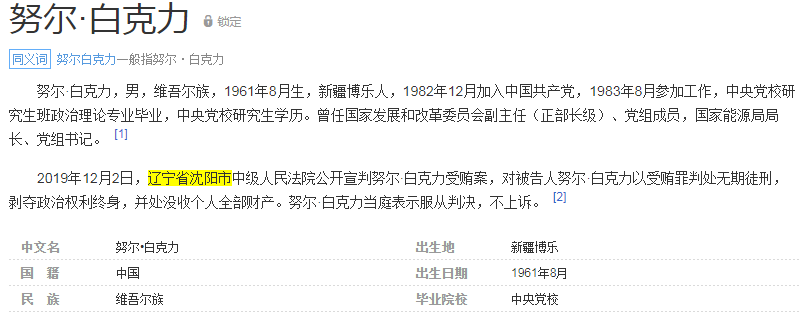 努尔·白克力 锁定
同义词 努尔白克力一般指努尔·白克力
努尔·白克力，男，维吾尔族，1961年8月生，新疆博乐人，1982年12月加入中国共产党，1983年8月参加工作，中央党校研
究生班政治理论专业毕业，中央党校研究生学历。曾任国家发展和改革委员会副主任（正部长级）、党组成员，国家能源局局
长、党组书记。 [1]
2019年12月2日，辽宁省沈阳市中级人民法院公开宣判努尔·白克力受贿案，对被告人努尔·白克力以受贿罪判处无期徒刑，
剥夺政治权利终身，并处没收个人全部财产。努尔·白克力当庭表示服从判决，不上诉。 [2]
中文名 努尔•白克力 出生地 新疆博乐
国 籍 中国 出生日期 1961年8月
民 族 维吾尔族 毕业院校 中央党校